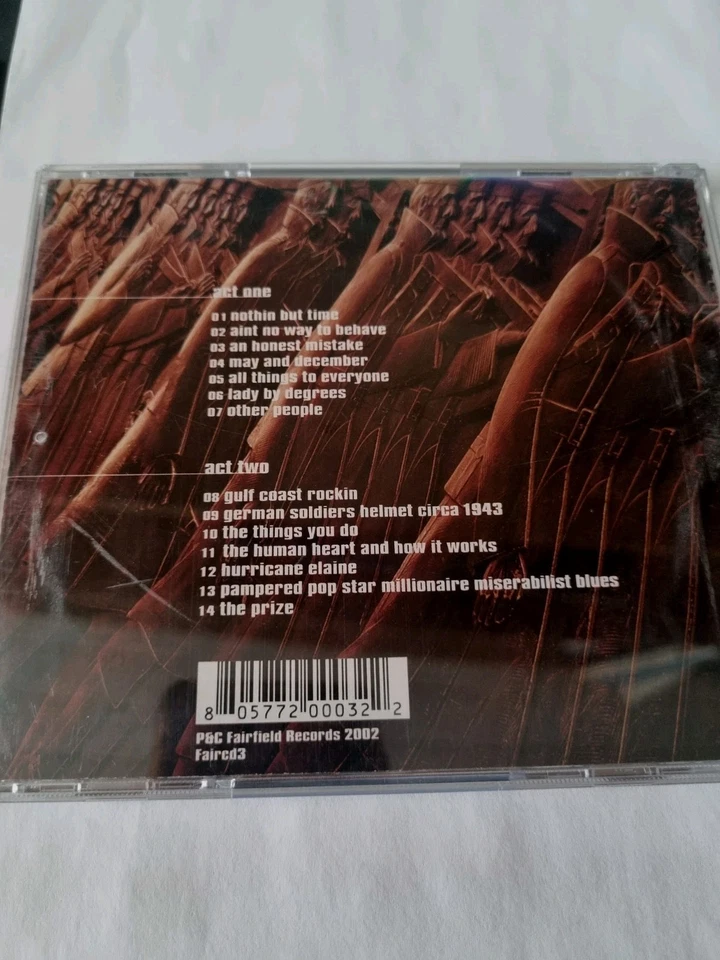 act one
01 nothin but time
02 aint no way to behave
03 an honest mistake
04 may and december
05 all things to everyone
06 lady by degrees
07 other people
act two
08 gulf coast rockin
09 german soldiers helmet circa 1943
10 the things you do
11 the human heart and how it works
12 hurricane elaine
13 pampered pop star millionaire miserabilist blues
14 the prize
8 05772 00032 2
P&C Fairfield Records 2002
Faircd3